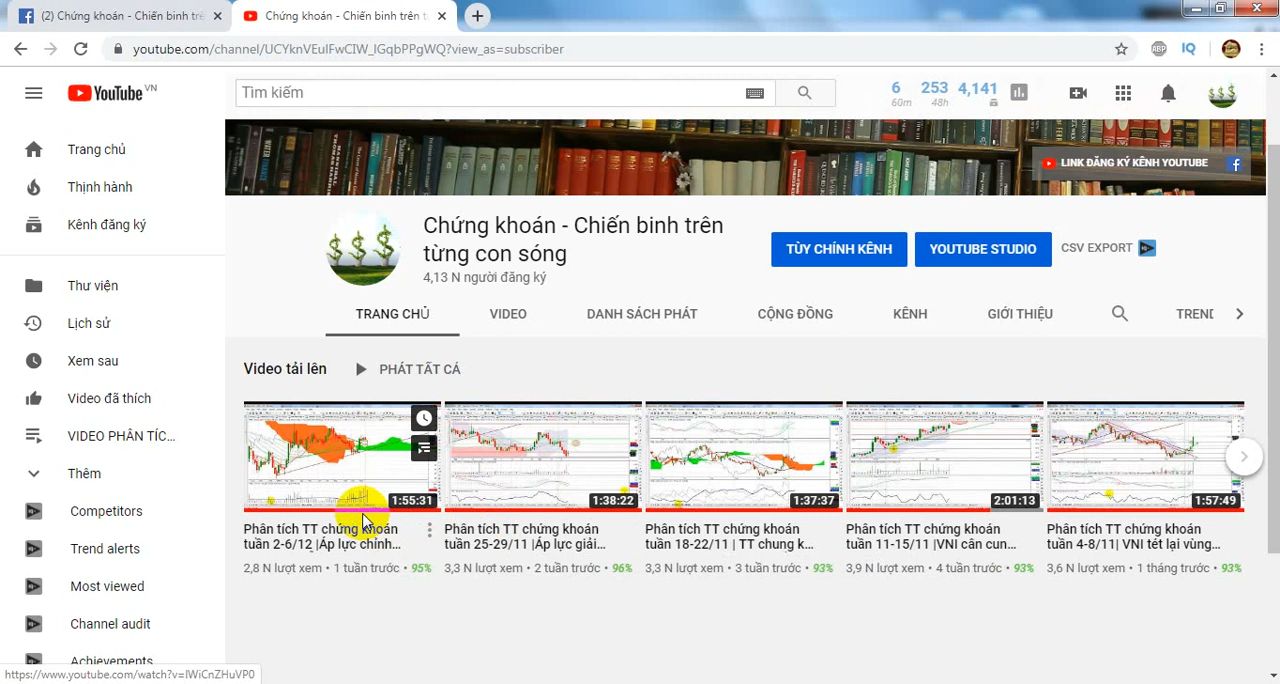 (2) Chứng khoán - Chiến binh trê
Chứng khoán - Chiến binh trên t
youtube.com/channel/UCYknVEulFwCIW_lGqbPPgWQ?view_as=subscriber
ABP
IQ
YouTube VN
Tìm kiếm
6 253 4,141
60m 48h
Trang chủ
Thịnh hành
Kênh đăng ký
Thư viện
Lịch sử
Xem sau
Video đã thích
VIDEO PHÂN TÍC...
Thêm
Competitors
Trend alerts
Most viewed
Channel audit
Achievements
LINK ĐĂNG KÝ KÊNH YOUTUBE
Chứng khoán - Chiến binh trên
từng con sóng
4,13 N người đăng ký
TÙY CHỈNH KÊNH
YOUTUBE STUDIO
CSV EXPORT
TRANG CHỦ VIDEO DANH SÁCH PHÁT CỘNG ĐỒNG KÊNH GIỚI THIỆU TREND
Video tải lên PHÁT TẤT CẢ
1:55:31
Phân tích TT chứng khoán
tuần 2-6/12 |Áp lực chỉnh...
2,8 N lượt xem • 1 tuần trước • 95%
1:38:22
Phân tích TT chứng khoán
tuần 25-29/11 |Áp lực giải...
3,3 N lượt xem • 2 tuần trước • 96%
1:37:37
Phân tích TT chứng khoán
tuần 18-22/11 | TT chung k...
3,3 N lượt xem • 3 tuần trước • 93%
2:01:13
Phân tích TT chứng khoán
tuần 11-15/11 |VNI cân cun...
3,9 N lượt xem • 4 tuần trước • 93%
1:57:49
Phân tích TT chứng khoán
tuần 4-8/11| VNI tét lại vùng...
3,6 N lượt xem • 1 tháng trước • 93%
https://www.youtube.com/watch?v=IWiCnZHuVP0